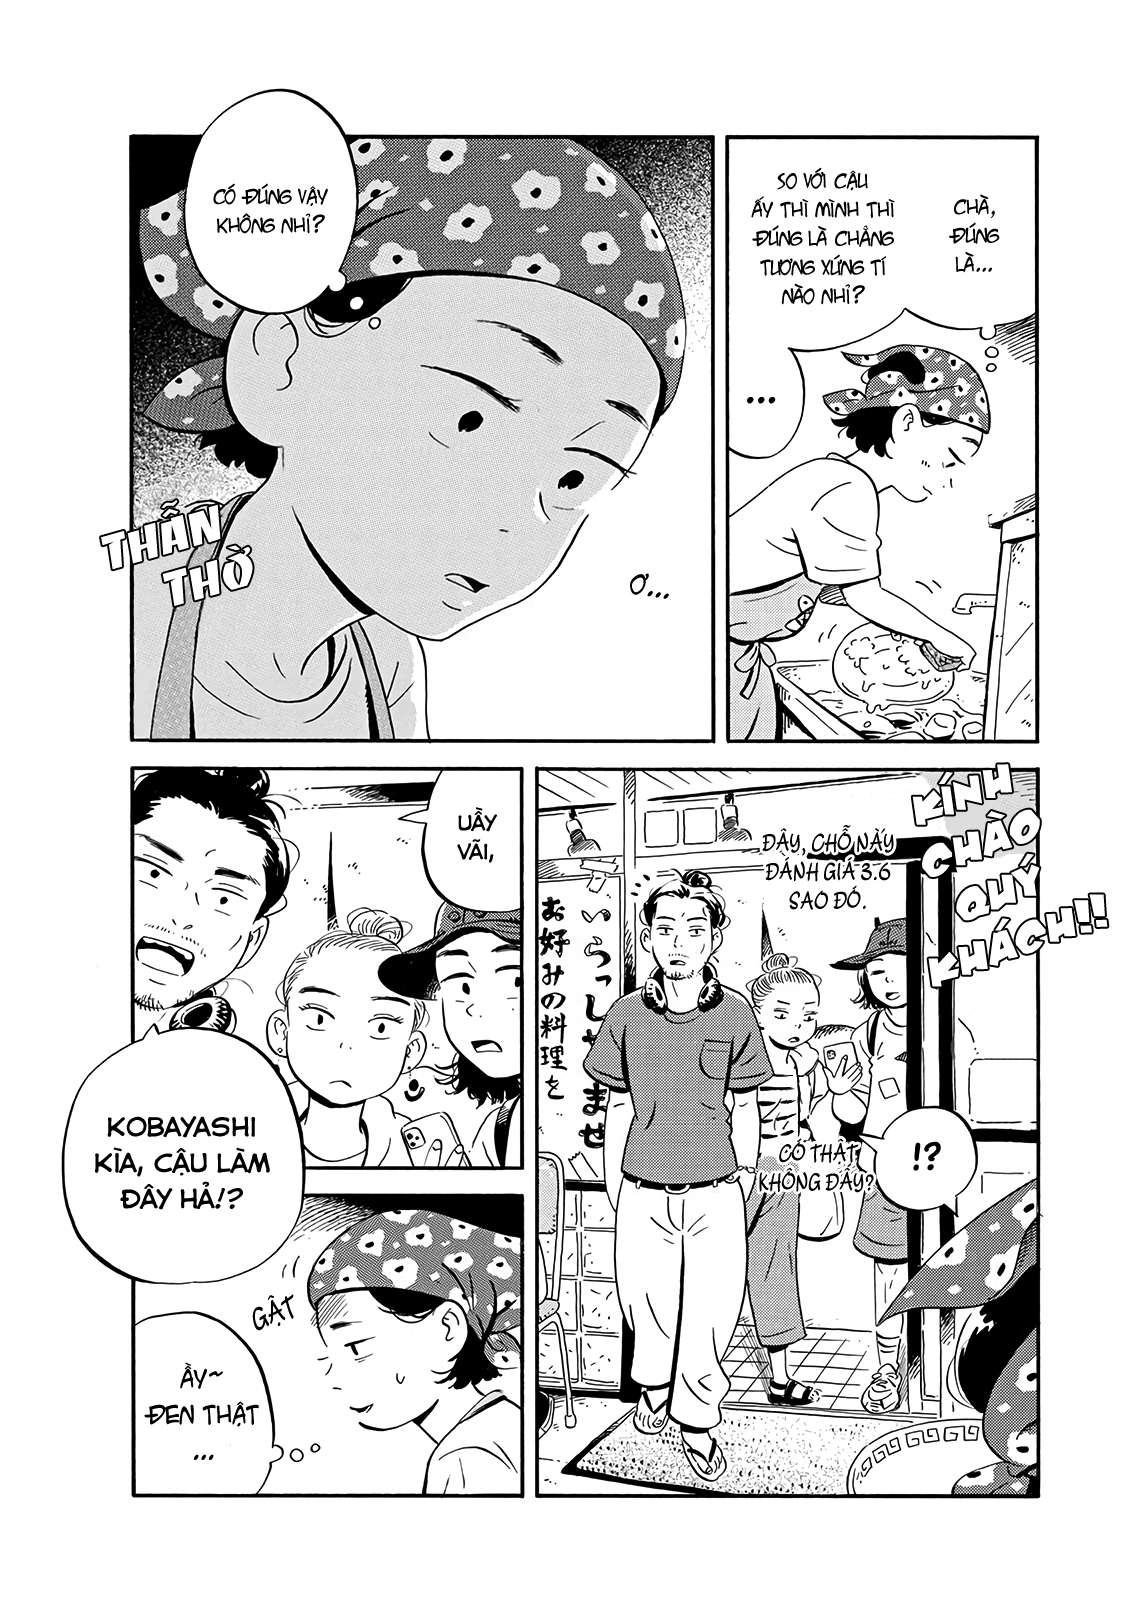 CHÀ,
ĐÚNG
LÀ...
SO VỚI CẬU
ẤY THÌ MÌNH THÌ
ĐÚNG LÀ CHẲNG
TƯƠNG XỨNG TÍ
NÀO NHỈ?
...
CÓ ĐÚNG VẬY
KHÔNG NHỈ?
Ơ...
THẪN
THỜ
KÍNH
CHÀO
QUÝ
KHÁCH!!
ĐÂY, CHỖ NÀY
ĐÁNH GIÁ 3.6
SAO ĐÓ.
いらっしゃいませ
お好みの料理を
CÓ THẬT
KHÔNG ĐẤY?
!?
UẦY
VÃI,
KOBAYASHI
KÌA, CẬU LÀM
ĐÂY HẢ!?
GẬT
ẦY~
ĐEN THẬT
...